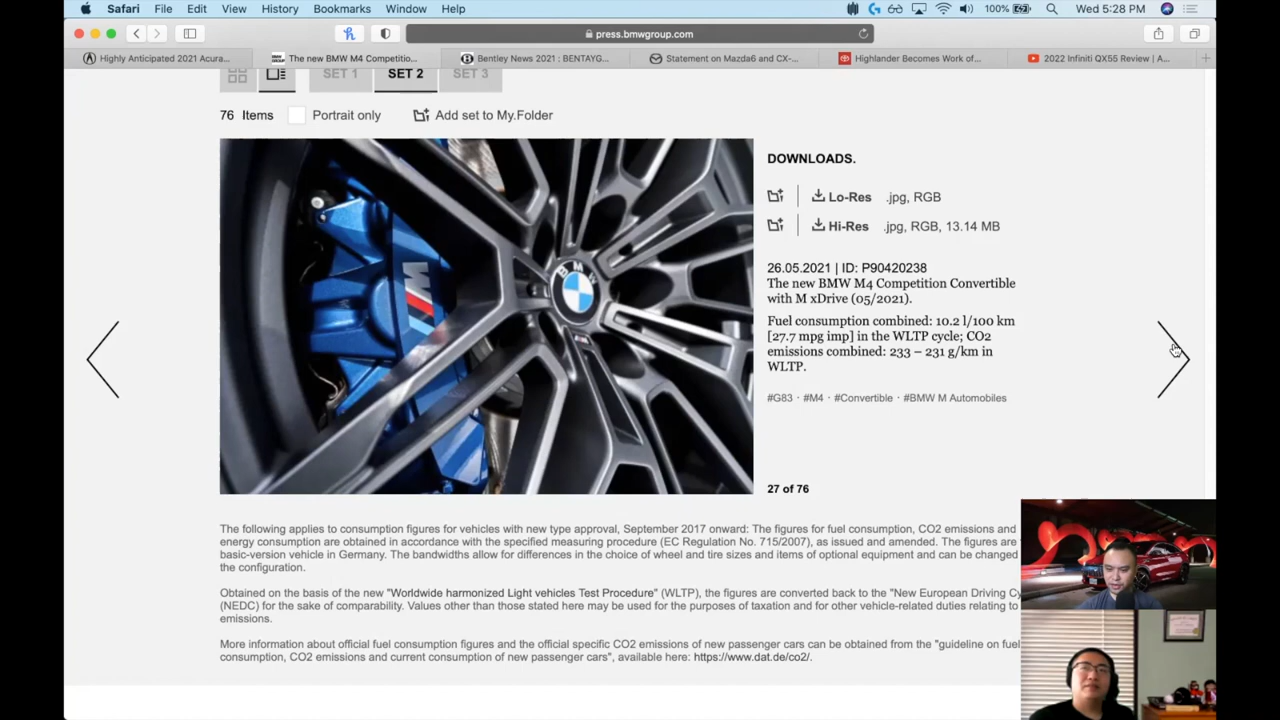 Safari File Edit View History Bookmarks Window Help 100% Wed 5:28 PM
press.bmwgroup.com
Highly Anticipated 2021 Acura... The new BMW M4 Competitio... Bentley News 2021 : BENTAYG... Statement on Mazda6 and CX-... Highlander Becomes Work of... 2022 Infiniti QX55 Review | A...
SET 1 SET 2 SET 3
76 Items Portrait only Add set to My.Folder
M
BMW
DOWNLOADS.
Lo-Res .jpg, RGB
Hi-Res .jpg, RGB, 13.14 MB
26.05.2021 | ID: P90420238
The new BMW M4 Competition Convertible
with M xDrive (05/2021).
Fuel consumption combined: 10.2 l/100 km
[27.7 mpg imp] in the WLTP cycle; CO2
emissions combined: 233 – 231 g/km in
WLTP.
#G83 · #M4 · #Convertible · #BMW M Automobiles
27 of 76
The following applies to consumption figures for vehicles with new type approval, September 2017 onward: The figures for fuel consumption, CO2 emissions and
energy consumption are obtained in accordance with the specified measuring procedure (EC Regulation No. 715/2007), as issued and amended. The figures are
basic-version vehicle in Germany. The bandwidths allow for differences in the choice of wheel and tire sizes and items of optional equipment and can be changed
the configuration.
Obtained on the basis of the new "Worldwide harmonized Light vehicles Test Procedure" (WLTP), the figures are converted back to the "New European Driving Cy
(NEDC) for the sake of comparability. Values other than those stated here may be used for the purposes of taxation and for other vehicle-related duties relating to
emissions.
More information about official fuel consumption figures and the official specific CO2 emissions of new passenger cars can be obtained from the "guideline on fuel
consumption, CO2 emissions and current consumption of new passenger cars", available here: https://www.dat.de/co2/.